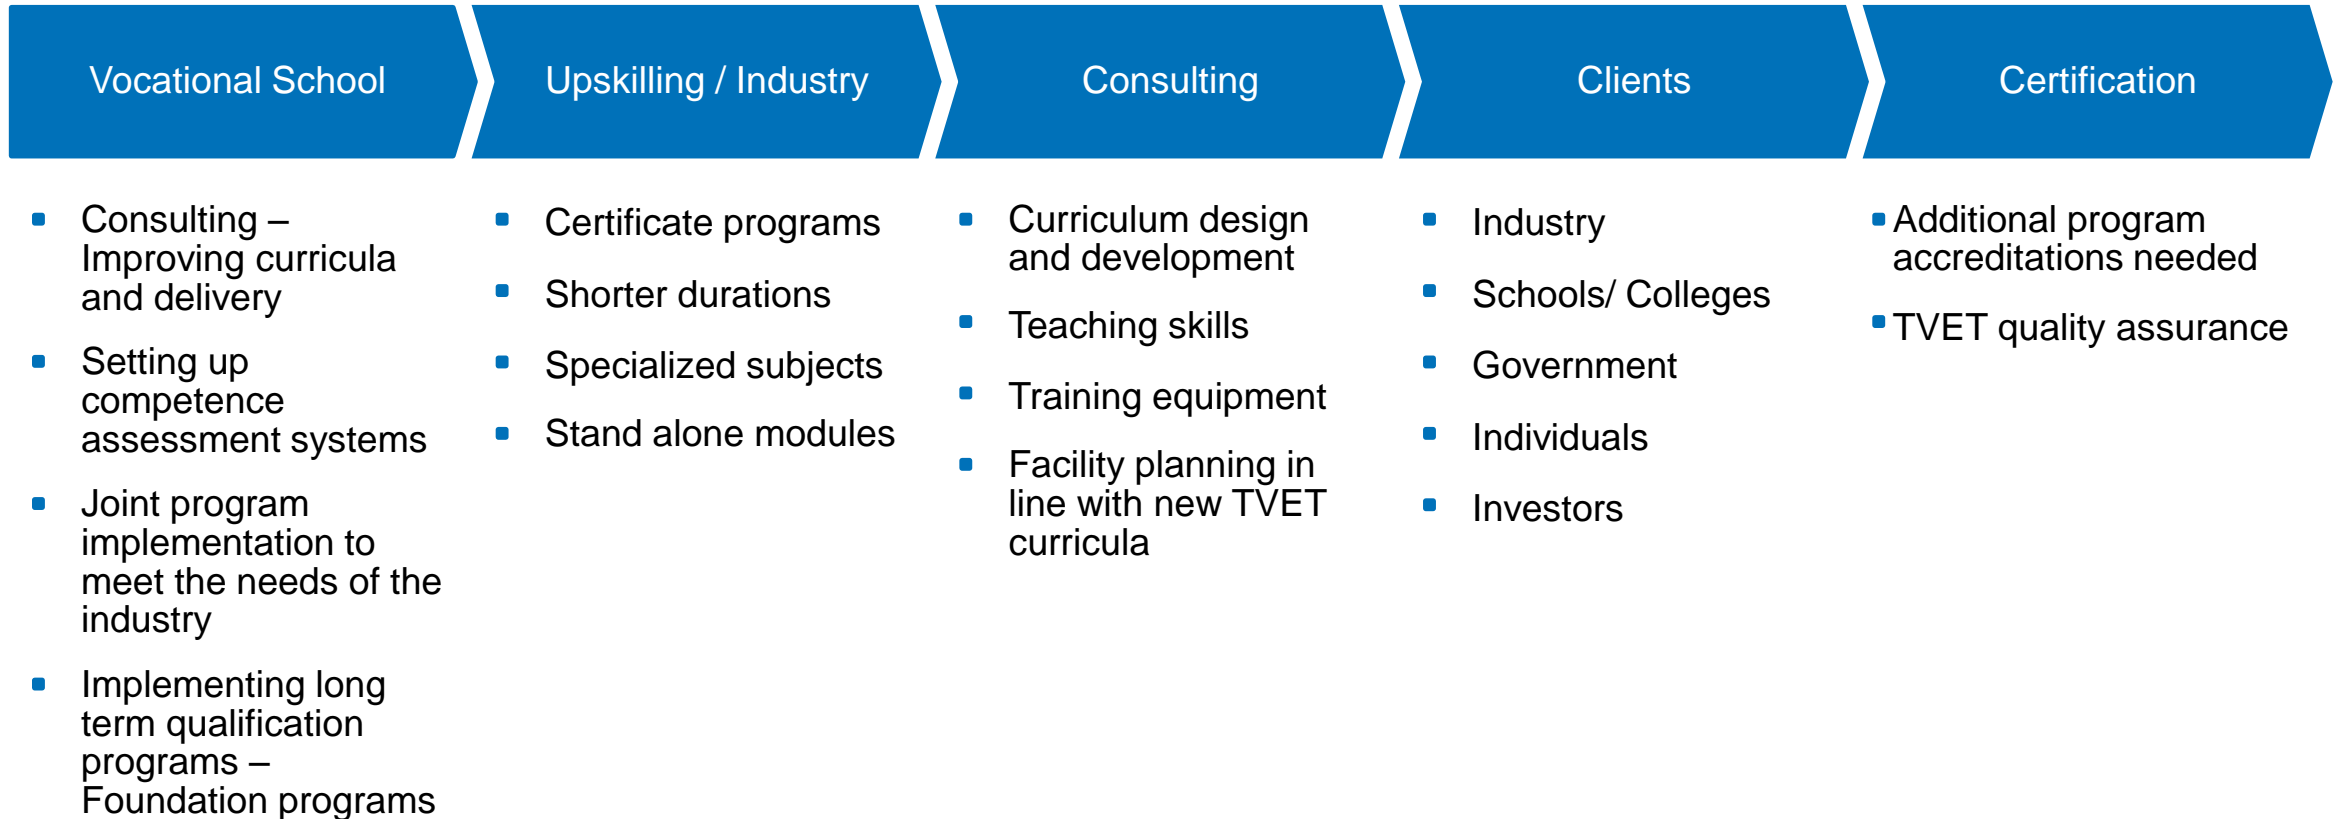 Vocational School
Upskilling / Industry
Consulting
Clients
Certification
Consulting –
Improving curricula
and delivery
Setting up
competence
assessment systems
Joint program
implementation to
meet the needs of the
industry
Implementing long
term qualification
programs –
Foundation programs
Certificate programs
Shorter durations
Specialized subjects
Stand alone modules
Curriculum design
and development
Teaching skills
Training equipment
Facility planning in
line with new TVET
curricula
Industry
Schools/ Colleges
Government
Individuals
Investors
Additional program
accreditations needed
TVET quality assurance